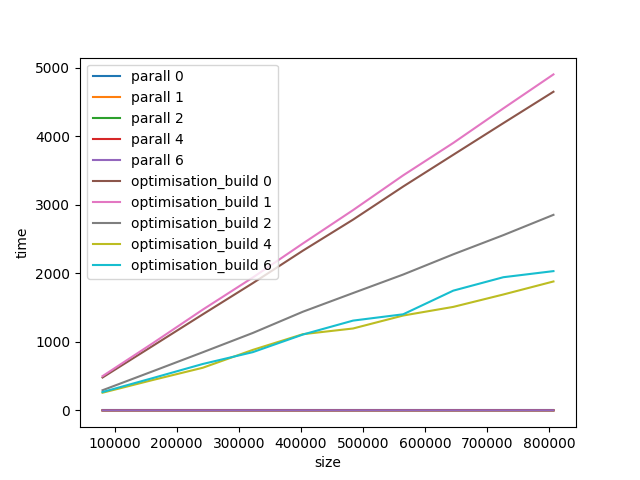 5000
4000
3000
2000
1000
0
time
parall 0
parall 1
parall 2
parall 4
parall 6
optimisation_build 0
optimisation_build 1
optimisation_build 2
optimisation_build 4
optimisation_build 6
100000 200000 300000 400000 500000 600000 700000 800000
size